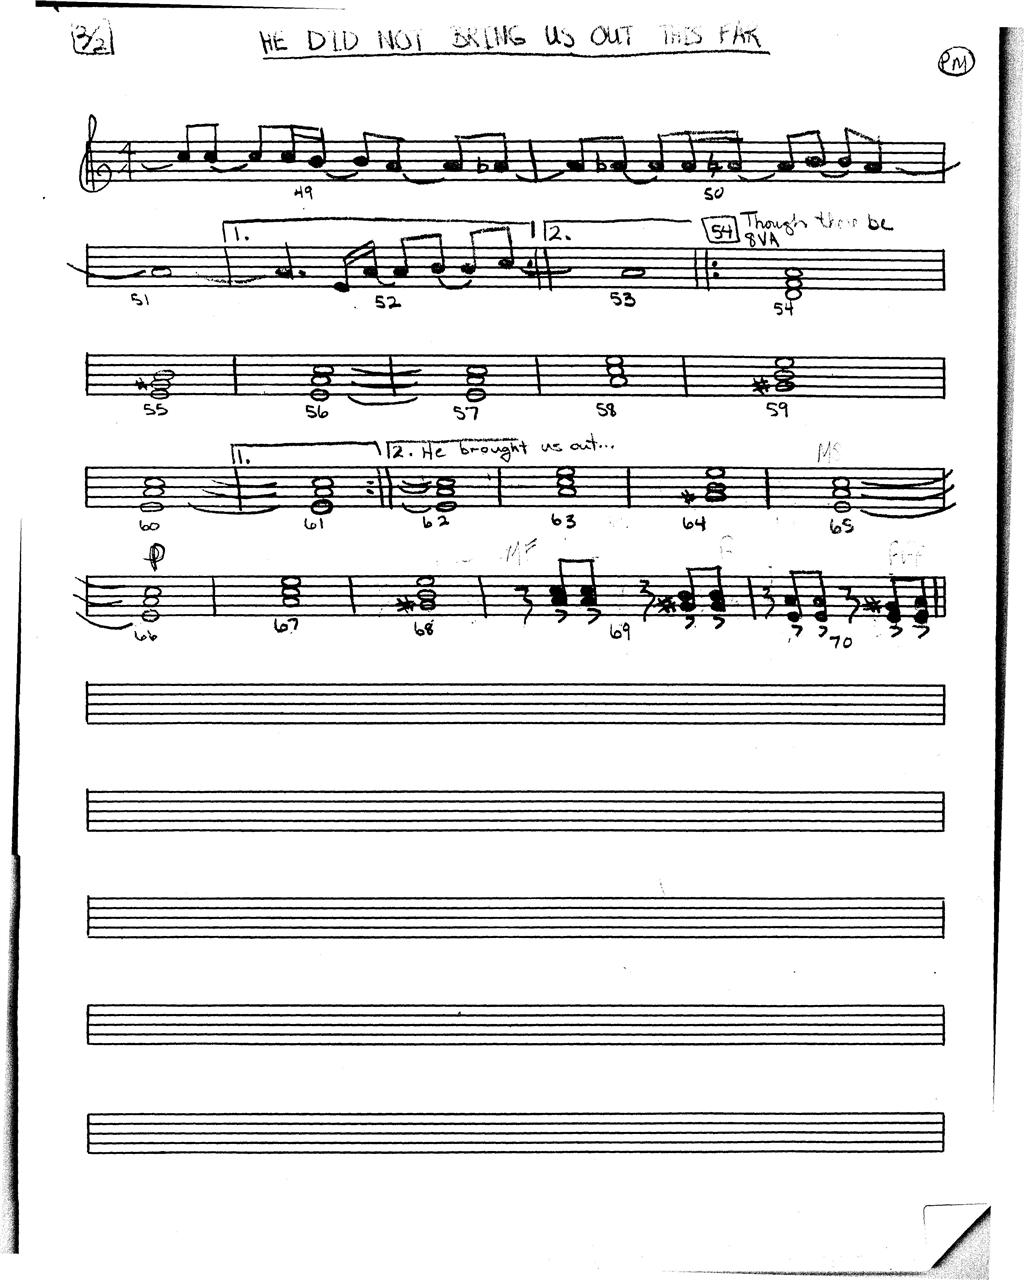 3/2
HE DID NOT BRING US OUT THIS FAR
PM
4
49 50
1. 2. 54 Though there be
8VA
51 52 53 54
55 56 57 58 59
1. 2. He brought us out...
60 61 62 63 64 65
P MF F
66 67 68 69 70